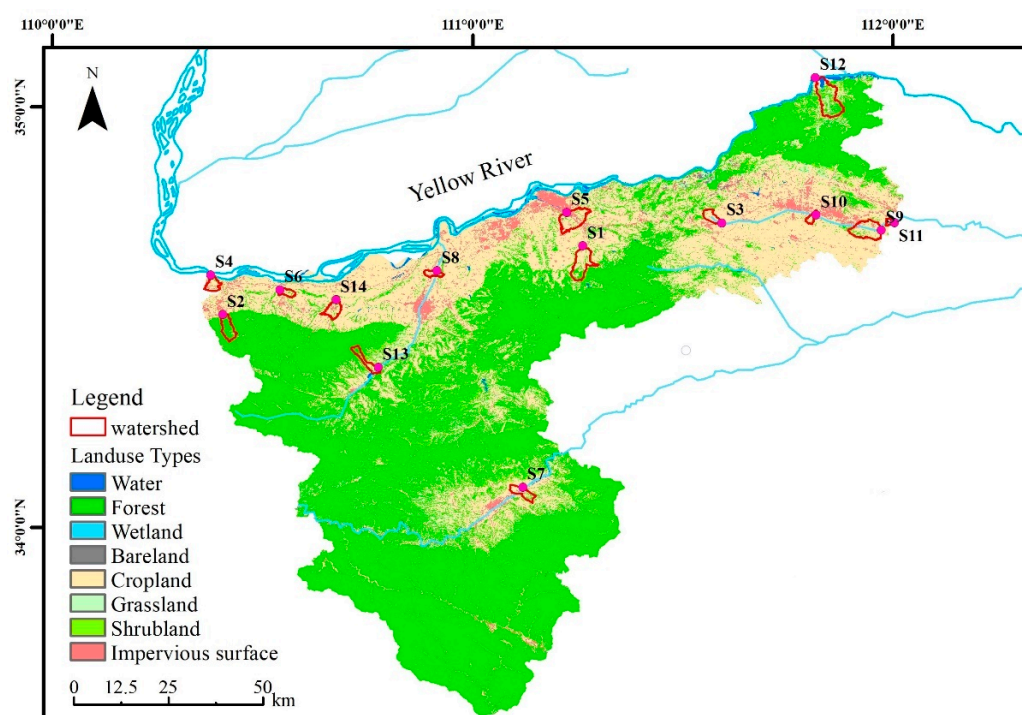 110°0'0"E
111°0'0"E
112°0'0"E
N
35°0'0"N
34°0'0"N
Yellow River
S12
S5
S3
S10
S9
S11
S1
S8
S4
S6
S14
S2
S13
S7
Legend
watershed
Landuse Types
Water
Forest
Wetland
Bareland
Cropland
Grassland
Shrubland
Impervious surface
0 12.5 25 50
km